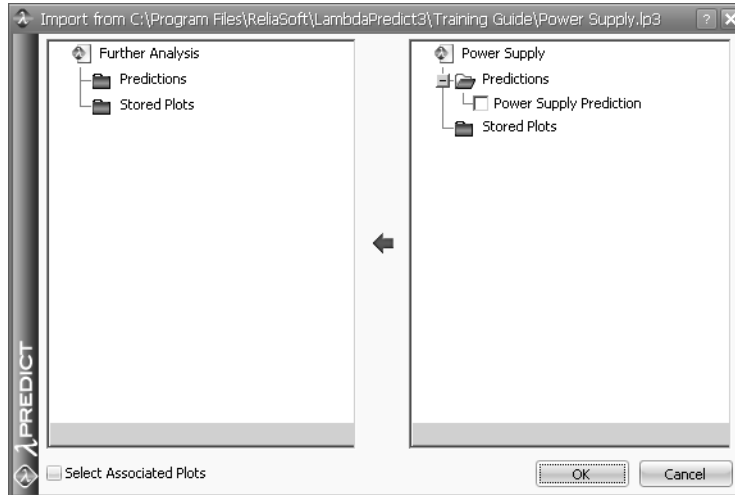 Import from C:\Program Files\ReliaSoft\LambdaPredict3\Training Guide\Power Supply.lp3
Further Analysis
Predictions
Stored Plots
Power Supply
Predictions
Power Supply Prediction
Stored Plots
λPREDICT
Select Associated Plots
OK
Cancel